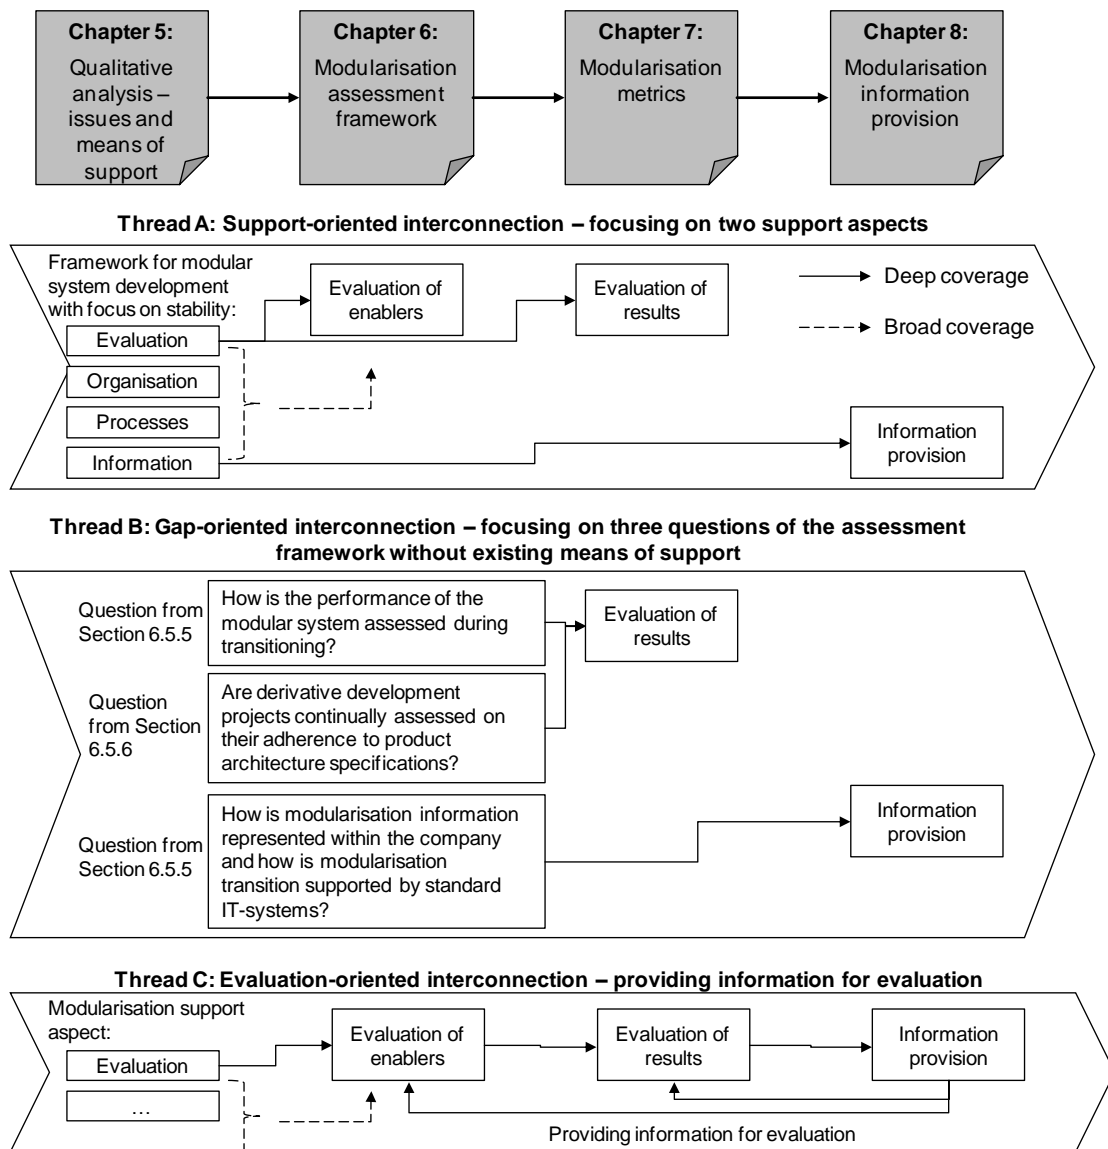 Chapter 5:
Qualitative
analysis –
issues and
means of
support
Chapter 6:
Modularisation
assessment
framework
Chapter 7:
Modularisation
metrics
Chapter 8:
Modularisation
information
provision
Thread A: Support-oriented interconnection – focusing on two support aspects
Framework for modular
system development
with focus on stability:
Evaluation
Organisation
Processes
Information
Evaluation of
enablers
Evaluation of
results
Deep coverage
Broad coverage
Information
provision
Thread B: Gap-oriented interconnection – focusing on three questions of the assessment
framework without existing means of support
Question from
Section 6.5.5
How is the performance of the
modular system assessed during
transitioning?
Evaluation of
results
Question
from Section
6.5.6
Are derivative development
projects continually assessed on
their adherence to product
architecture specifications?
Question from
Section 6.5.5
How is modularisation information
represented within the company
and how is modularisation
transition supported by standard
IT-systems?
Information
provision
Thread C: Evaluation-oriented interconnection – providing information for evaluation
Modularisation support
aspect:
Evaluation
...
Evaluation of
enablers
Evaluation of
results
Information
provision
Providing information for evaluation